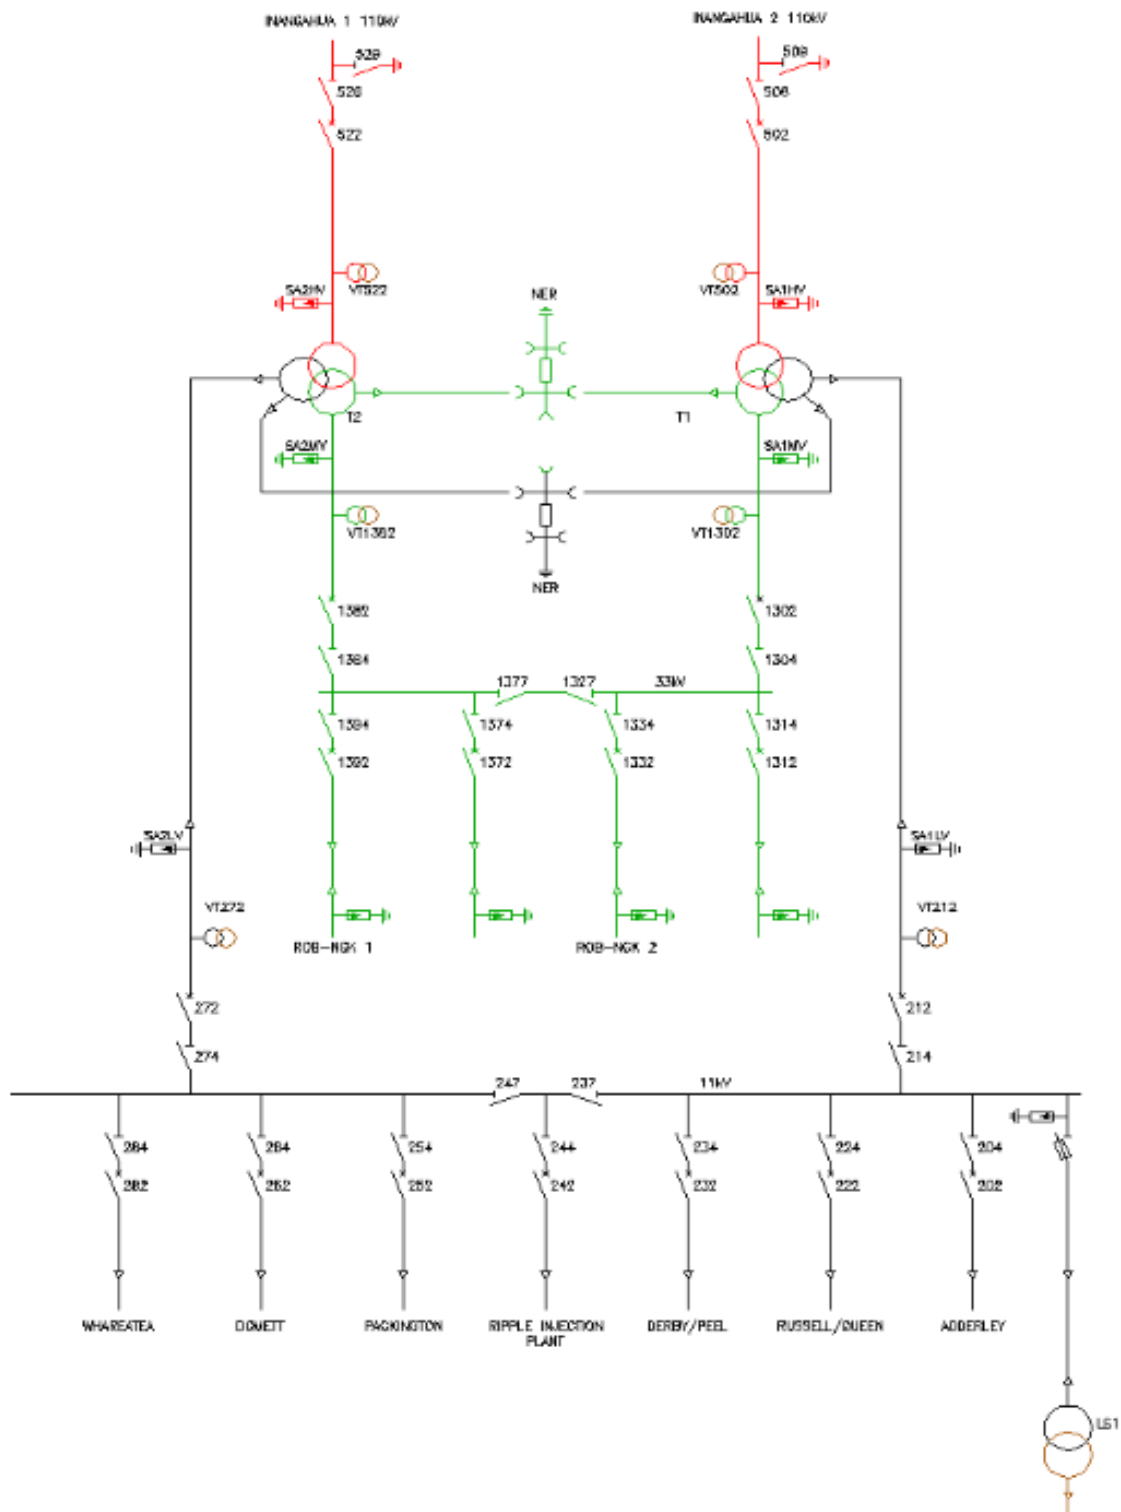 INANGAHUA 1 110kV
INANGAHUA 2 110kV
529
509
526
506
522
502
VT522
VT502
SA2HV
SA1HV
NER
T2
T1
SA2MV
SA1MV
VT1382
VT1302
NER
1382
1302
1384
1304
1377
1327
33kV
1394
1374
1334
1314
1392
1372
1332
1312
SA2LV
SA1LV
VT272
VT212
ROB-NGK 1
ROB-NGK 2
272
212
274
214
247
237
11kV
284
264
254
244
234
224
204
282
262
252
242
232
222
202
WHAREATEA
PACKINGTON
RIPPLE INJECTION
PLANT
DERBY/PEEL
RUSSELL/QUEEN
ADDERLEY
LS1